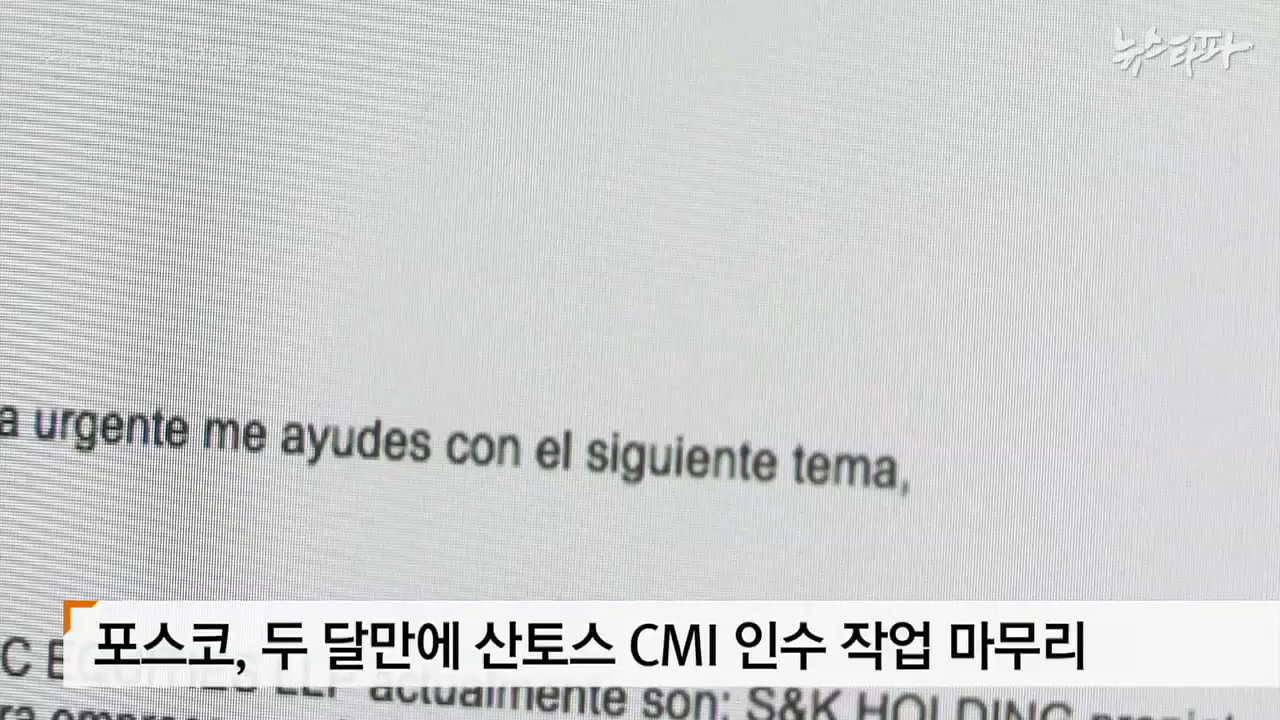 뉴스타파
a urgente me ayudes con el siguiente tema,
포스코, 두 달만에 산토스 CMI 인수 작업 마무리
LLP actualmente son, S&K HOLDING